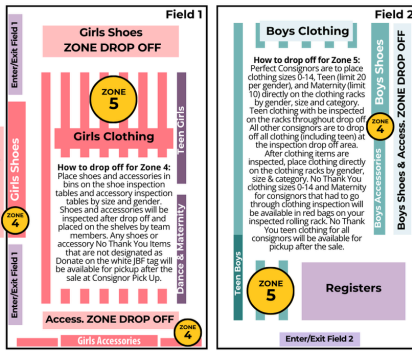 Field 1
Enter/Exit Field 1
Girls Shoes
ZONE DROP OFF
ZONE
5
Girls Clothing
Teen Girls
Girls Shoes
ZONE
4
How to drop off for Zone 4:
Place shoes and accessories in
bins on the shoe inspection
tables and accessory inspection
tables by size and gender.
Shoes and accessories will be
inspected after drop off and
placed on the shelves by team
members. Any shoes or
accessory No Thank You Items
that are not designated as
Donate on the white JBF tag will
be available for pickup after the
sale at Consignor Pick Up.
Dance & Maternity
Enter/Exit Field 1
Access. ZONE DROP OFF
ZONE
4
Girls Accessories
Field 2
Boys Clothing
How to drop off for Zone 5:
Perfect Consignors are to place
clothing sizes 0-14, Teen (limit 20
per gender), and Maternity (limit
10) directly on the clothing racks
by gender, size and category.
Teen clothing with be inspected
on the racks throughout drop off.
All other consignors are to drop
off all clothing (including teen) at
the inspection drop off area.
After clothing items are
inspected, place clothing directly
on the clothing racks by gender,
size & category. No Thank You
clothing sizes 0-14 and Maternity
for consignors that had to go
through clothing inspection will
be available in red bags on your
inspected rolling rack. No Thank
You teen clothing for all
consignors will be available for
pickup after the sale.
Boys Shoes
ZONE
4
Boys Accessories
Boys Shoes & Access. ZONE DROP OFF
Teen Boys
ZONE
5
Registers
Enter/Exit Field 2